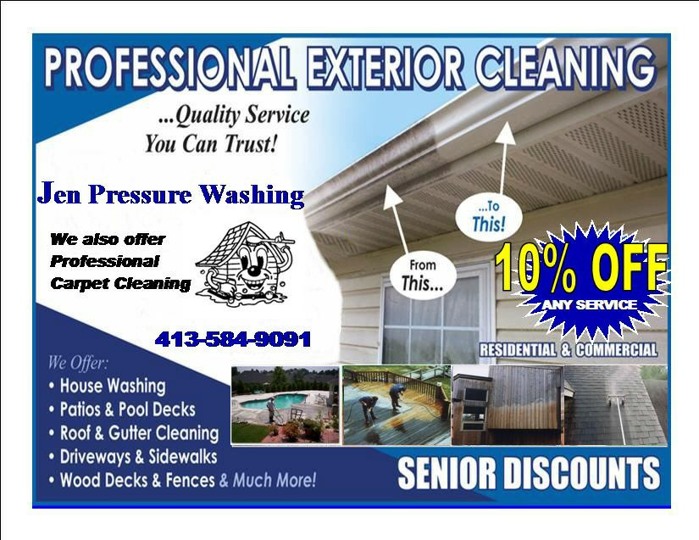 PROFESSIONAL EXTERIOR CLEANING
...Quality Service
You Can Trust!
Jen Pressure Washing
We also offer
Professional
Carpet Cleaning
413-584-9091
From
This...
...To
This!
10% OFF
ANY SERVICE
RESIDENTIAL & COMMERCIAL
We Offer:
• House Washing
• Patios & Pool Decks
• Roof & Gutter Cleaning
• Driveways & Sidewalks
• Wood Decks & Fences & Much More!
SENIOR DISCOUNTS